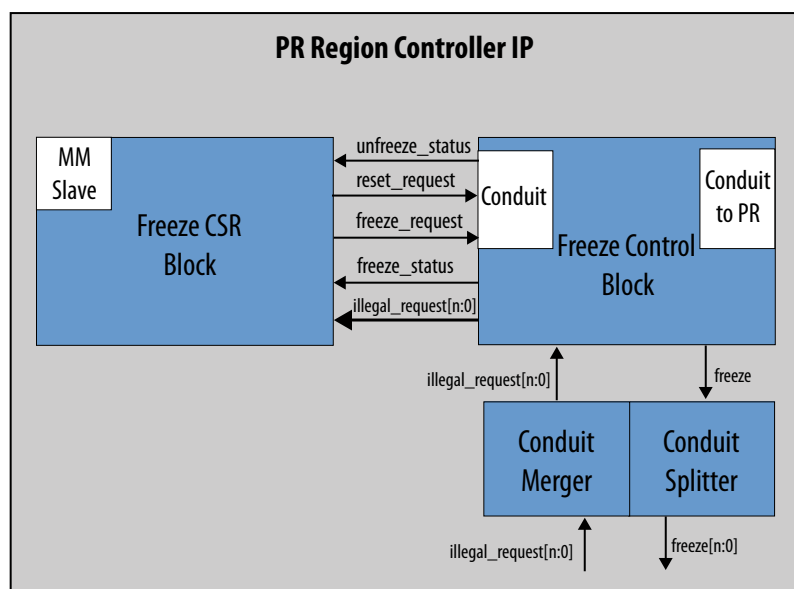 PR Region Controller IP
MM
Slave
Freeze CSR
Block
unfreeze_status
reset_request
freeze_request
freeze_status
illegal_request[n:0]
Conduit
Conduit
to PR
Freeze Control
Block
illegal_request[n:0]
freeze
Conduit
Merger
Conduit
Splitter
illegal_request[n:0]
freeze[n:0]